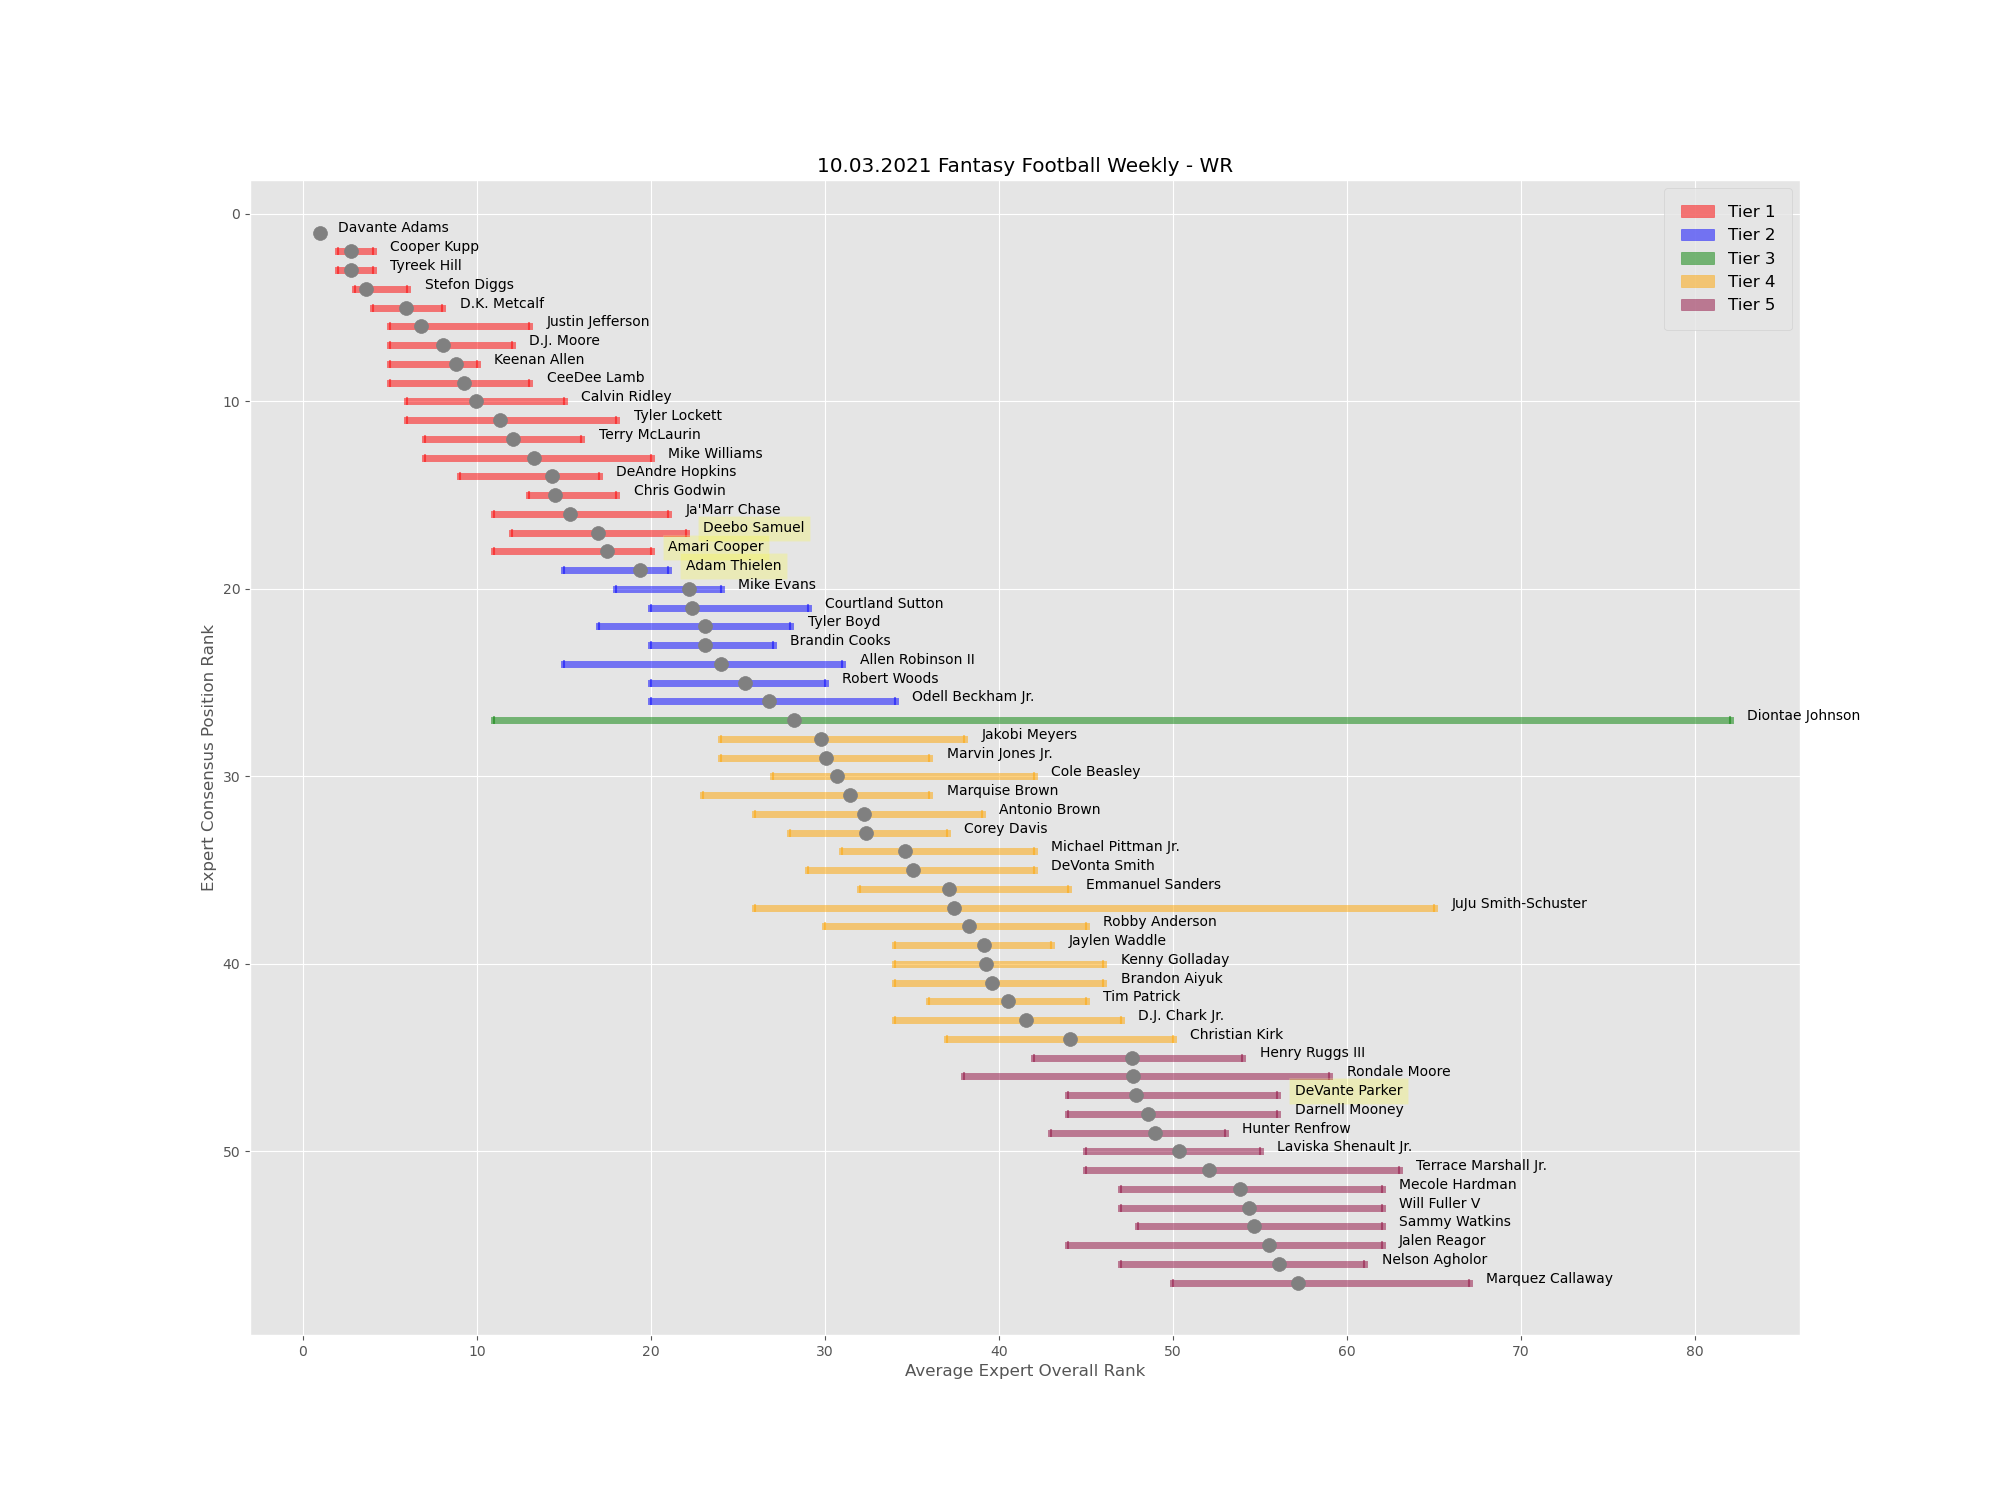 10.03.2021 Fantasy Football Weekly - WR
Tier 1
Tier 2
Tier 3
Tier 4
Tier 5
Expert Consensus Position Rank
0
10
20
30
40
50
Davante Adams
Cooper Kupp
Tyreek Hill
Stefon Diggs
D.K. Metcalf
Justin Jefferson
D.J. Moore
Keenan Allen
CeeDee Lamb
Calvin Ridley
Tyler Lockett
Terry McLaurin
Mike Williams
DeAndre Hopkins
Chris Godwin
Ja'Marr Chase
Deebo Samuel
Amari Cooper
Adam Thielen
Mike Evans
Courtland Sutton
Tyler Boyd
Brandin Cooks
Allen Robinson II
Robert Woods
Odell Beckham Jr.
Diontae Johnson
Jakobi Meyers
Marvin Jones Jr.
Cole Beasley
Marquise Brown
Antonio Brown
Corey Davis
Michael Pittman Jr.
DeVonta Smith
Emmanuel Sanders
JuJu Smith-Schuster
Robby Anderson
Jaylen Waddle
Kenny Golladay
Brandon Aiyuk
Tim Patrick
D.J. Chark Jr.
Christian Kirk
Henry Ruggs III
Rondale Moore
DeVante Parker
Darnell Mooney
Hunter Renfrow
Laviska Shenault Jr.
Terrace Marshall Jr.
Mecole Hardman
Will Fuller V
Sammy Watkins
Jalen Reagor
Nelson Agholor
Marquez Callaway
0 10 20 30 40 50 60 70 80
Average Expert Overall Rank